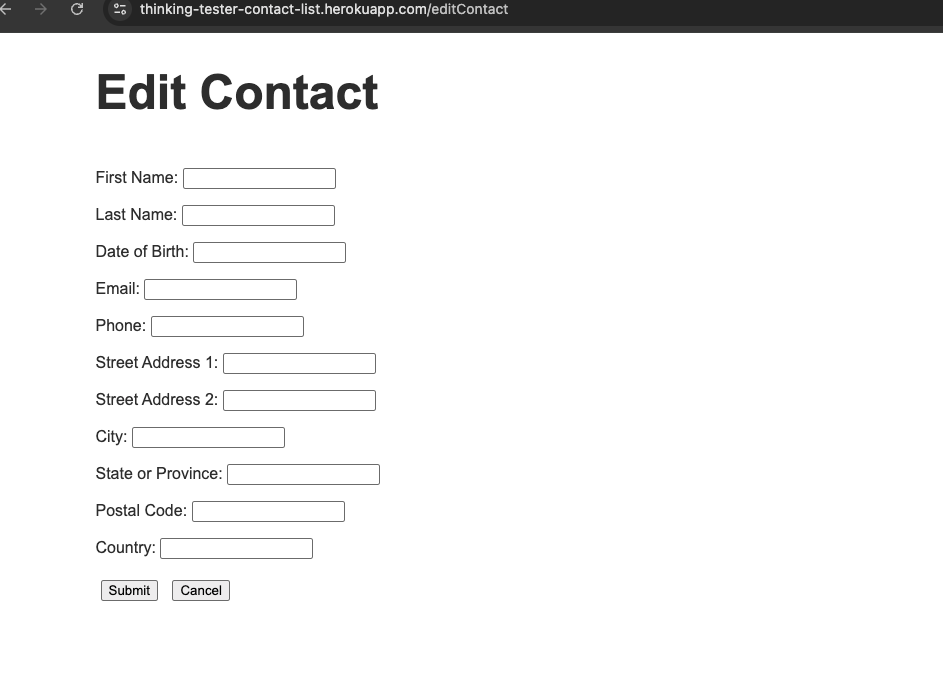 thinking-tester-contact-list.herokuapp.com/editContact
Edit Contact
First Name:
Last Name:
Date of Birth:
Email:
Phone:
Street Address 1:
Street Address 2:
City:
State or Province:
Postal Code:
Country:
Submit Cancel